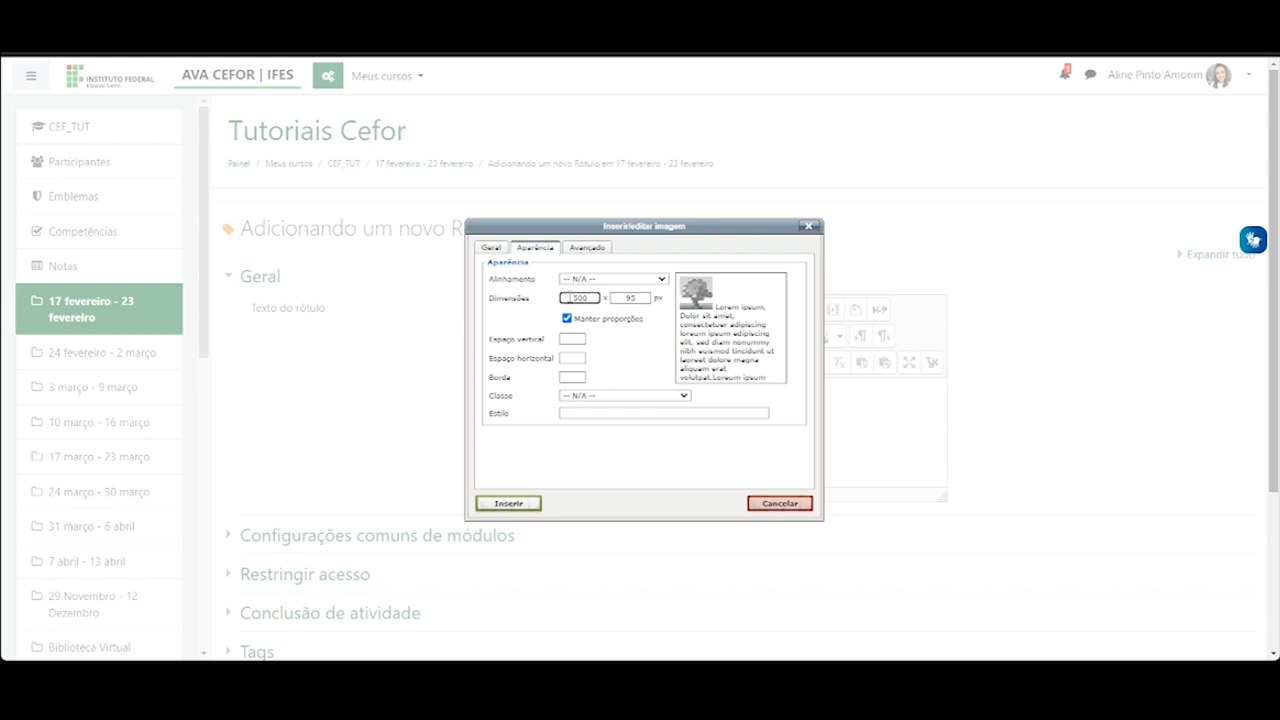 INSTITUTO FEDERAL
Espírito Santo
AVA CEFOR | IFES
Meus cursos
Aline Pinto Amorim
CEF_TUT
Participantes
Emblemas
Competências
Notas
17 fevereiro - 23
fevereiro
24 fevereiro - 2 março
3 março - 9 março
10 março - 16 março
17 março - 23 março
24 março - 30 março
31 março - 6 abril
7 abril - 13 abril
29 Novembro - 12
Dezembro
Biblioteca Virtual
Tutoriais Cefor
Painel / Meus cursos / CEF_TUT / 17 fevereiro - 23 fevereiro / Adicionando um novo Rótulo em 17 fevereiro - 23 fevereiro
Adicionando um novo R
Expandir tudo
Geral
Texto do rótulo
H-P
Inserir/editar imagem
Geral Aparência Avançado
Aparência
Alinhamento -- N/A --
Dimensões 500 x 95 px
Manter proporções
Espaço vertical
Espaço horizontal
Borda
Classe -- N/A --
Estilo
Lorem ipsum,
Dolor sit amet,
consectetuer adipiscing
loreum ipsum edipiscing
elit, sed diam nonummy
nibh euismod tincidunt ut
laoreet dolore magna
aliquam erat
volutpat.Loreum ipsum
Inserir Cancelar
Configurações comuns de módulos
Restringir acesso
Conclusão de atividade
Tags